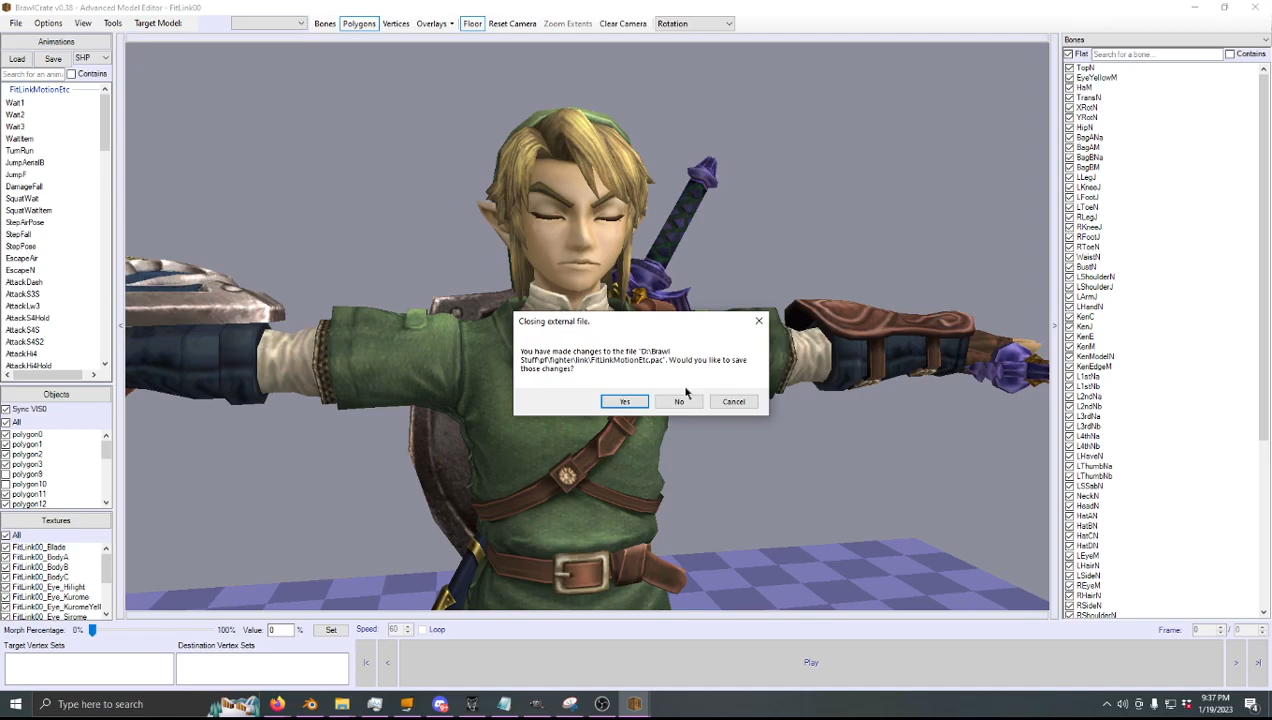 BrawlCrate v0.38 - Advanced Model Editor - FitLink00
File Options View Tools Target Model: Bones Polygons Vertices Overlays Floor Reset Camera Zoom Extents Clear Camera Rotation
Animations
Load Save SHP
Search for an anim Contains
FitLinkMotionEtc
Wait1
Wait2
Wait3
WaitItem
TurnRun
JumpAerialB
JumpF
DamageFall
SquatWait
SquatWaitItem
StepAirPose
StepFall
StepPose
EscapeAir
EscapeN
AttackDash
AttackS3S
AttackLw3
AttackS4Hold
AttackS4S
AttackS4S
AttackHi4
AttackHi4Hold
Objects
Sync VIS0
All
polygon0
polygon1
polygon2
polygon3
polygon9
polygon10
polygon11
polygon12
Textures
All
FitLink00_Blade
FitLink00_BodyA
FitLink00_BodyB
FitLink00_BodyC
FitLink00_Eye_Hilight
FitLink00_Eye_Kurome
FitLink00_Eye_KuromeYell
FitLink00_Eye_Sirome
Closing external file.
You have made changes to the file "D:\Brawl
Stuff\pf\fighter\link\FitLinkMotionEtc.pac". Would you like to save
those changes?
Yes No Cancel
Bones
Flat Search for a bone... Contains
TopN
EyeYellowM
HaM
TransN
XRotN
YRotN
HipN
BagANa
BagAM
BagBNa
BagBM
LLegJ
LKneeJ
LFootJ
LToeN
RLegJ
RKneeJ
RFootJ
RToeN
WaistN
BustN
LShoulderN
LShoulderJ
LArmJ
LHandN
KenC
KenJ
KenE
KenM
KenModelN
KenEdgeM
L1stNa
L1stNb
L2ndNa
L2ndNb
L3rdNa
L3rdNb
L4thNa
L4thNb
LHaveN
LThumbNa
LThumbNb
LSSabN
NeckN
HeadN
HatAN
HatBN
HatCN
HatDN
LEyeM
LHairN
LSideN
REyeM
RHairN
RSideN
RShoulderN
Morph Percentage: 0% 100% Value: 0 % Set Speed: 60 Loop Frame: 0 / 0
Target Vertex Sets Destination Vertex Sets
|< < Play > >|
Type here to search
9:37 PM
1/19/2023
4